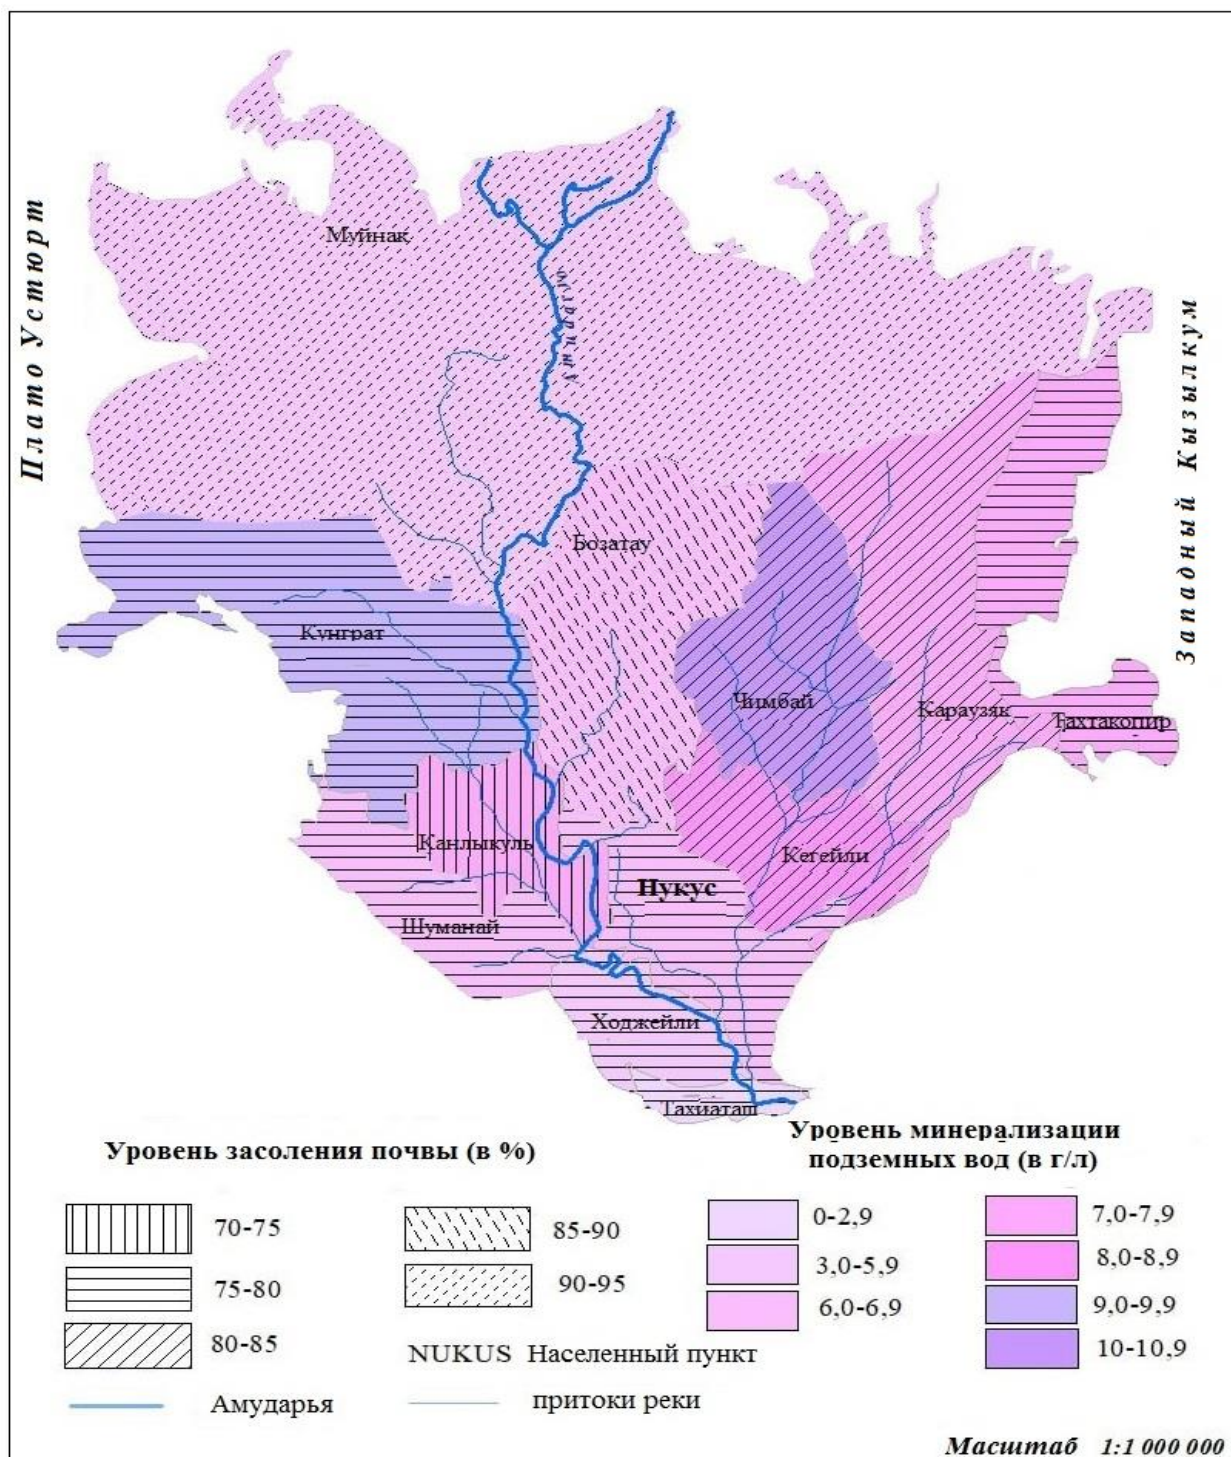 Плато Устюрт
Муйнак
Западный Кызылкум
Бозатау
Кунграт
Чимбай
Караузяк
Тахтакопир
Канлыкуль
Кегейли
Нукус
Шуманай
Ходжейли
Тахиаташ
Уровень засоления почвы (в %)
70-75
75-80
80-85
85-90
90-95
NUKUS Населенный пункт
Амударья
притоки реки
Уровень минерализации
подземных вод (в г/л)
0-2,9
3,0-5,9
6,0-6,9
7,0-7,9
8,0-8,9
9,0-9,9
10-10,9
Масштаб 1:1 000 000